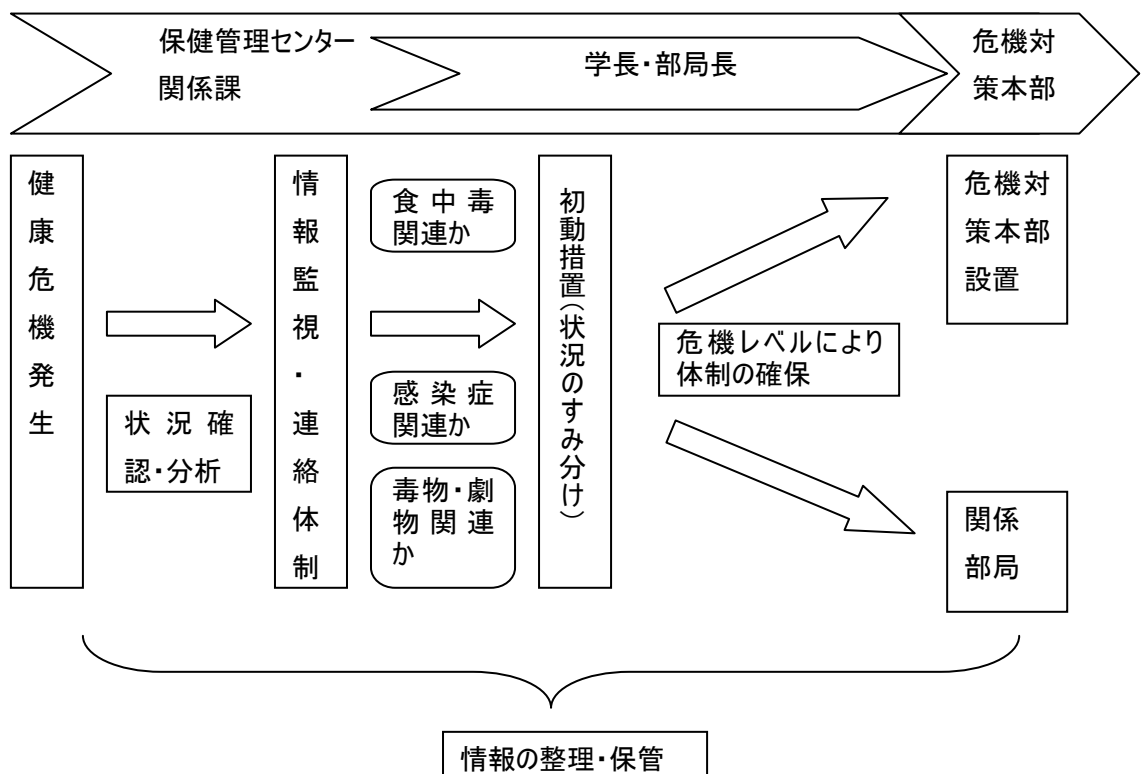 保健管理センター
関係課
学長・部局長
危機対
策本部
健康危機発生
状況確
認・分析
情報監視・連絡体制
食中毒
関連か
感染症
関連か
毒物・劇
物関連
か
初動措置(状況のすみ分け)
危機レベルにより
体制の確保
危機対
策本部
設置
関係
部局
情報の整理・保管